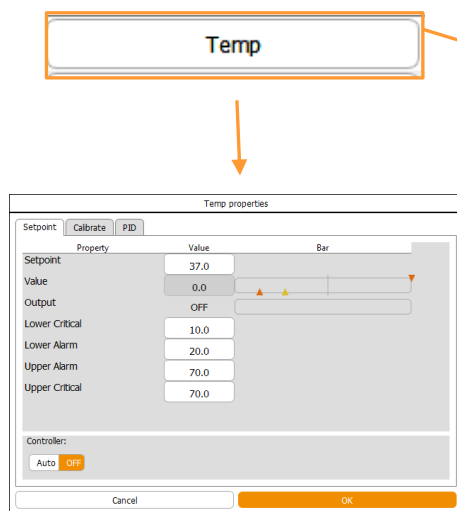 Temp
Temp properties
Setpoint Calibrate PID
Property Value Bar
Setpoint 37.0
Value 0.0
Output OFF
Lower Critical 10.0
Lower Alarm 20.0
Upper Alarm 70.0
Upper Critical 70.0
Controller:
Auto OFF
Cancel OK